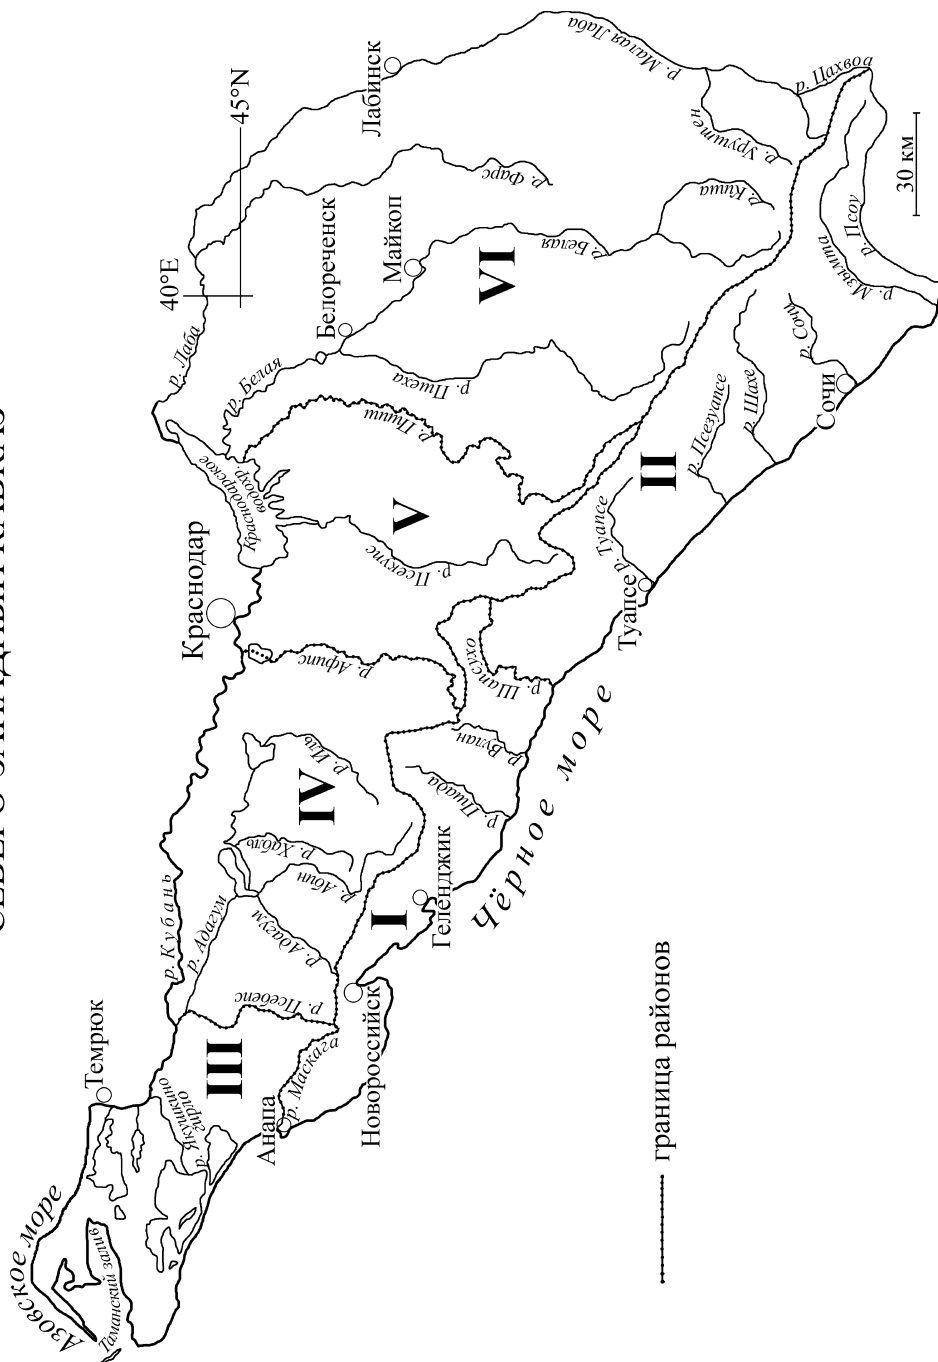 Азовское море
Таманский залив
Темрюк
р. Якушкино
гирло
Анапа
р. Маскага
III
р. Кубань
р. Адагум
р. Псебепс
р. Адагум
р. Абин
р. Хабль
р. Иль
IV
Новороссийск
I
Геленджик
Чёрное море
р. Пшада
р. Вулан
р. Шапсухо
Краснодар
р. Афипс
Краснодарское
водохр.
р. Псекупс
V
р. Пшиш
р. Белая
р. Лаба
40°E
45°N
Белореченск
Майкоп
Лабинск
р. Пшеха
VI
р. Белая
р. Фарс
р. Киша
р. Уруштен
р. Малая Лаба
р. Цахвоа
Туапсе
р. Туапсе
II
р. Псезуапсе
р. Шахе
Сочи
р. Сочи
р. Мзымта
р. Псоу
30 км
граница районов